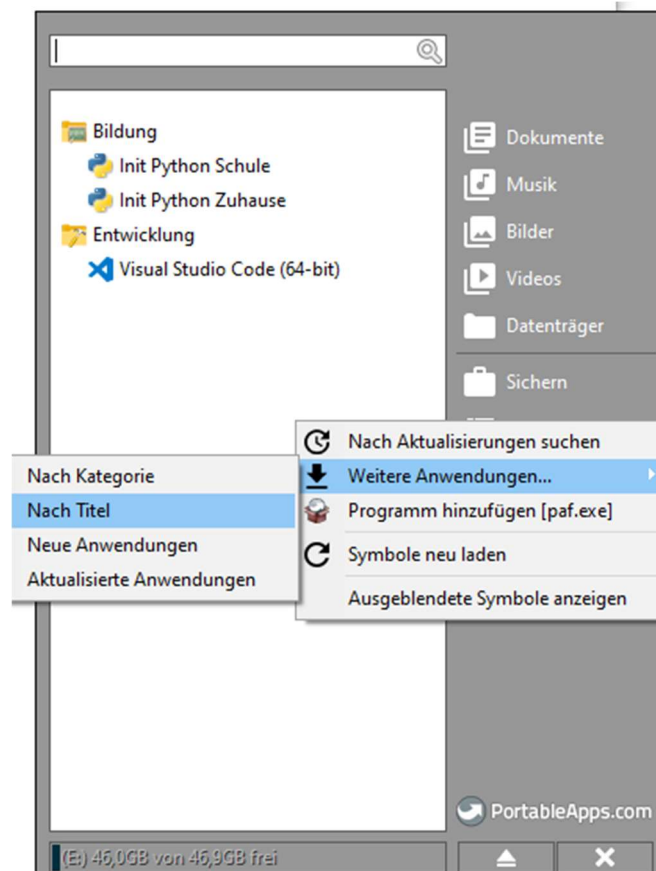 Bildung
Init Python Schule
Init Python Zuhause
Entwicklung
Visual Studio Code (64-bit)
Dokumente
Musik
Bilder
Videos
Datenträger
Sichern
Nach Aktualisierungen suchen
Weitere Anwendungen...
Programm hinzufügen [paf.exe]
Symbole neu laden
Ausgeblendete Symbole anzeigen
Nach Kategorie
Nach Titel
Neue Anwendungen
Aktualisierte Anwendungen
PortableApps.com
(E:) 46,0GB von 46,9GB frei